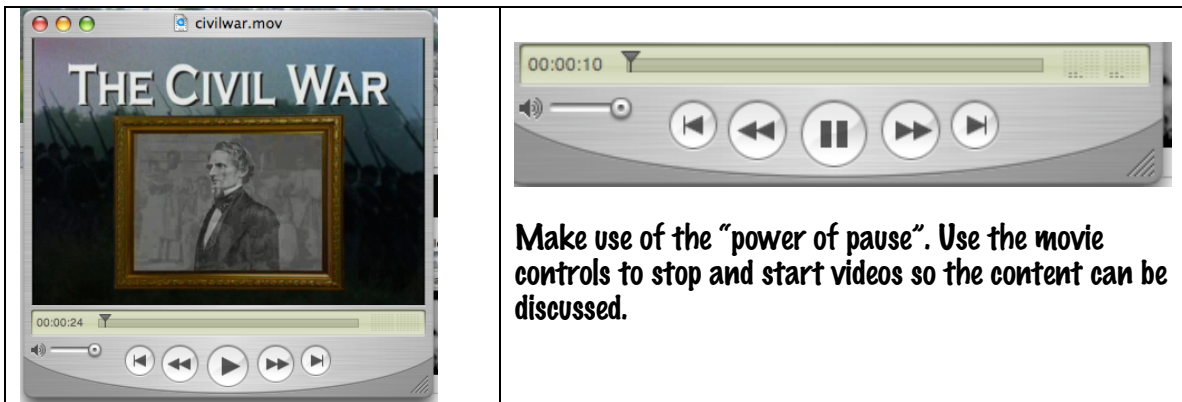 civilwar.mov
THE CIVIL WAR
00:00:24
00:00:10
Make use of the “power of pause”. Use the movie
controls to stop and start videos so the content can be
discussed.